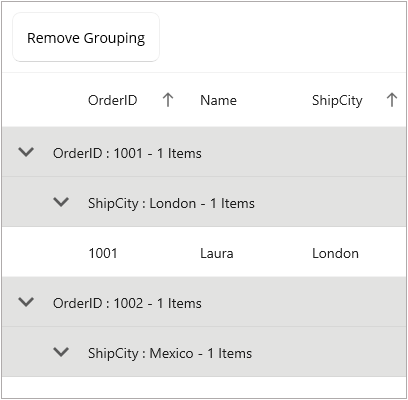 Remove Grouping
OrderID Name ShipCity
OrderID : 1001 - 1 Items
ShipCity : London - 1 Items
1001 Laura London
OrderID : 1002 - 1 Items
ShipCity : Mexico - 1 Items